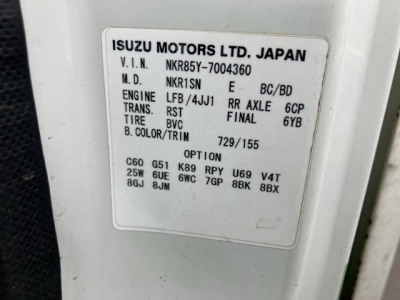 ISUZU MOTORS LTD. JAPAN
V.I.N. NKR85Y-7004360
M.D. NKR1SN E BC/BD
ENGINE LFB/4JJ1 RR AXLE 6CP
TRANS. RST FINAL 6YB
TIRE BVC
B.COLOR/TRIM 729/155
OPTION
C60 G51 K89 RPY U69 V4T
25W 6UE 6WC 7GP 8BK 8BX
8GJ 8JM